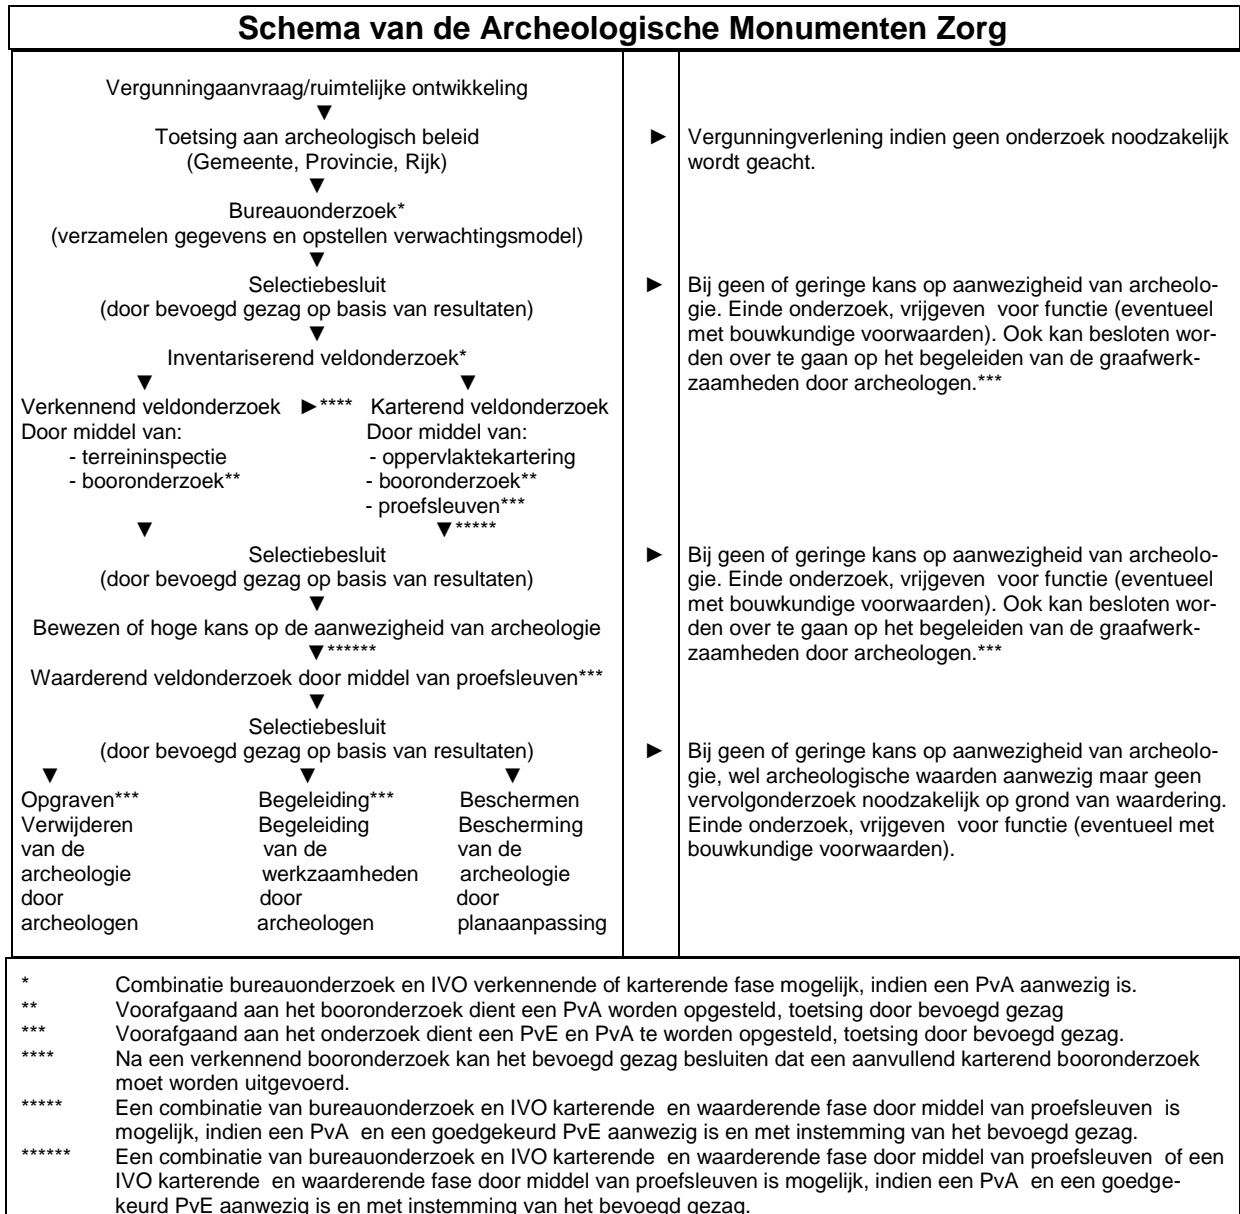 Schema van de Archeologische Monumenten Zorg
Vergunningaanvraag/ruimtelijke ontwikkeling
▼
Toetsing aan archeologisch beleid
(Gemeente, Provincie, Rijk)
► Vergunningverlening indien geen onderzoek noodzakelijk
wordt geacht.
▼
Bureauonderzoek*
(verzamelen gegevens en opstellen verwachtingsmodel)
▼
Selectiebesluit
(door bevoegd gezag op basis van resultaten)
► Bij geen of geringe kans op aanwezigheid van archeolo-
gie. Einde onderzoek, vrijgeven voor functie (eventueel
met bouwkundige voorwaarden). Ook kan besloten wor-
den over te gaan op het begeleiden van de graafwerk-
zaamheden door archeologen.***
▼
Inventariserend veldonderzoek*
▼ ▼
Verkennend veldonderzoek ►**** Karterend veldonderzoek
Door middel van: Door middel van:
- terreininspectie - oppervlaktekartering
- booronderzoek** - booronderzoek**
- proefsleuven***
▼ ▼*****
Selectiebesluit
(door bevoegd gezag op basis van resultaten)
► Bij geen of geringe kans op aanwezigheid van archeolo-
gie. Einde onderzoek, vrijgeven voor functie (eventueel
met bouwkundige voorwaarden). Ook kan besloten wor-
den over te gaan op het begeleiden van de graafwerk-
zaamheden door archeologen.***
▼
Bewezen of hoge kans op de aanwezigheid van archeologie
▼******
Waarderend veldonderzoek door middel van proefsleuven***
▼
Selectiebesluit
(door bevoegd gezag op basis van resultaten)
► Bij geen of geringe kans op aanwezigheid van archeolo-
gie, wel archeologische waarden aanwezig maar geen
vervolgonderzoek noodzakelijk op grond van waardering.
Einde onderzoek, vrijgeven voor functie (eventueel met
bouwkundige voorwaarden).
▼ ▼ ▼
Opgraven*** Begeleiding*** Beschermen
Verwijderen Begeleiding Bescherming
van de van de van de
archeologie werkzaamheden archeologie
door door door
archeologen archeologen planaanpassing
* Combinatie bureauonderzoek en IVO verkennende of karterende fase mogelijk, indien een PvA aanwezig is.
** Voorafgaand aan het booronderzoek dient een PvA worden opgesteld, toetsing door bevoegd gezag
*** Voorafgaand aan het onderzoek dient een PvE en PvA te worden opgesteld, toetsing door bevoegd gezag.
**** Na een verkennend booronderzoek kan het bevoegd gezag besluiten dat een aanvullend karterend booronderzoek
moet worden uitgevoerd.
***** Een combinatie van bureauonderzoek en IVO karterende en waarderende fase door middel van proefsleuven is
mogelijk, indien een PvA en een goedgekeurd PvE aanwezig is en met instemming van het bevoegd gezag.
****** Een combinatie van bureauonderzoek en IVO karterende en waarderende fase door middel van proefsleuven of een
IVO karterende en waarderende fase door middel van proefsleuven is mogelijk, indien een PvA en een goedge-
keurd PvE aanwezig is en met instemming van het bevoegd gezag.